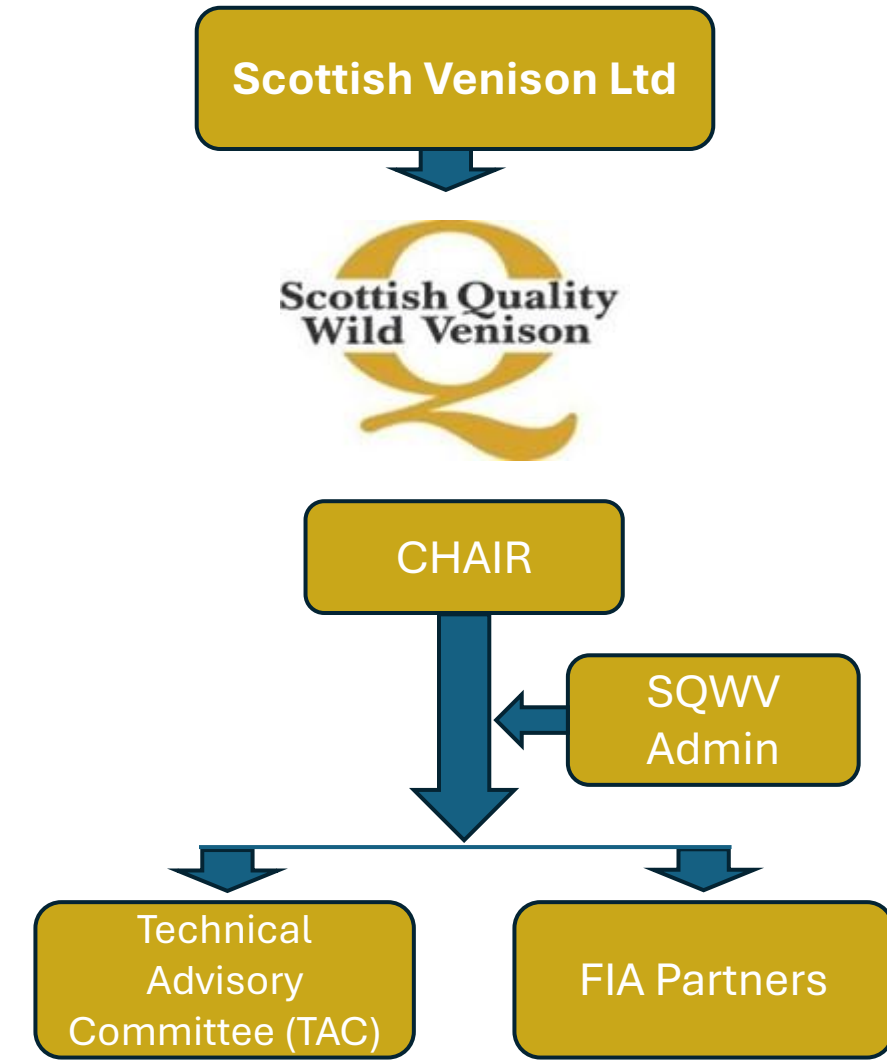 Scottish Venison Ltd
Scottish Quality
Wild Venison
CHAIR
SQWV
Admin
Technical
Advisory
Committee (TAC)
FIA Partners